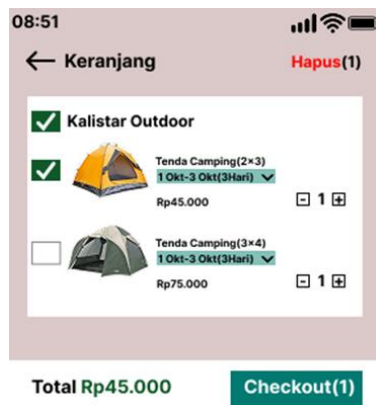 08:51
Keranjang
Hapus(1)
Kalistar Outdoor
Tenda Camping(2×3)
1 Okt-3 Okt(3Hari)
Rp45.000
1
Tenda Camping(3×4)
1 Okt-3 Okt(3Hari)
Rp75.000
1
Total Rp45.000
Checkout(1)